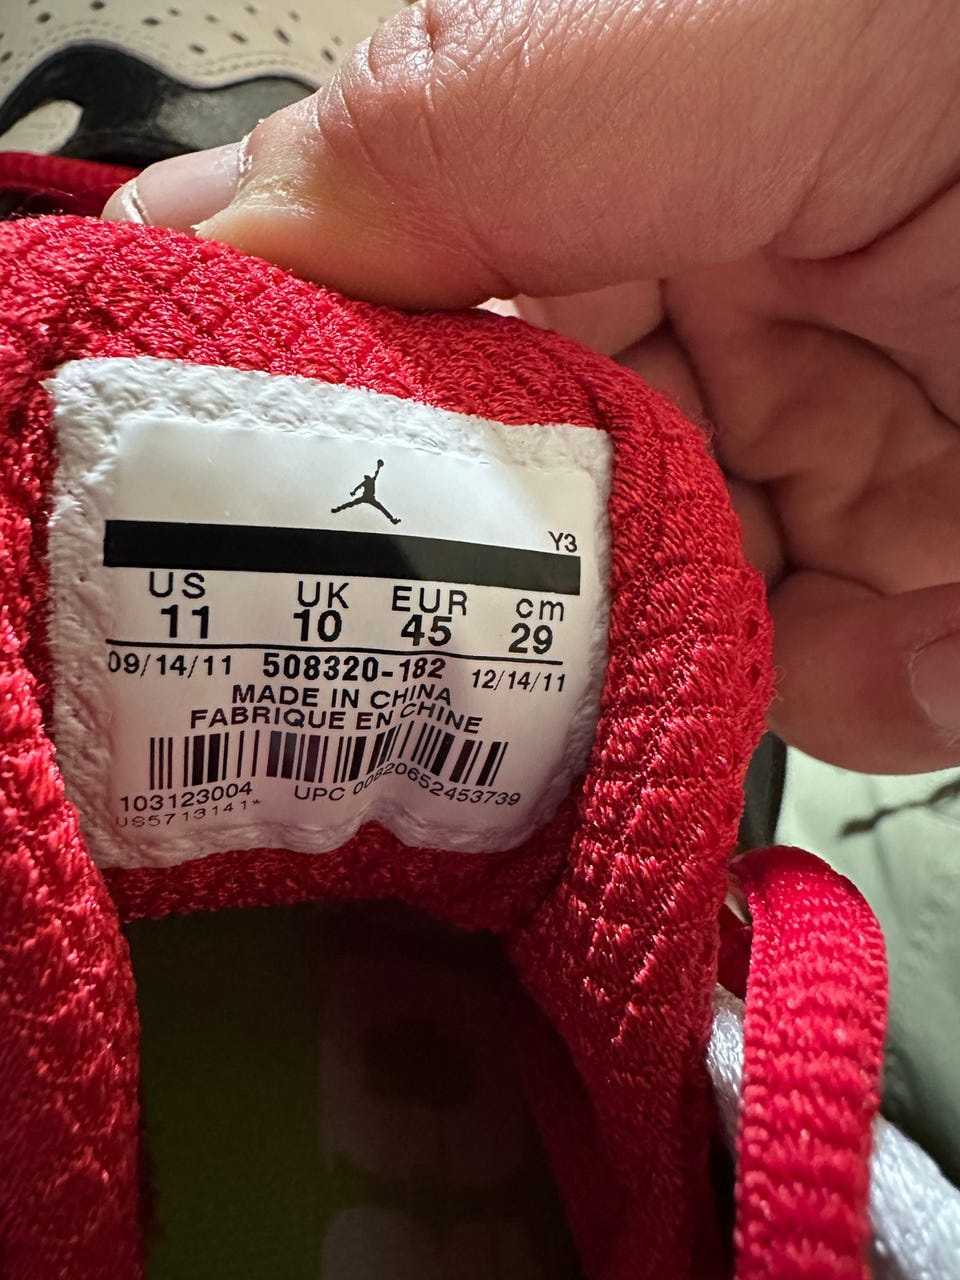 Y3
US UK EUR cm
11 10 45 29
09/14/11 508320-182 12/14/11
MADE IN CHINA
FABRIQUE EN CHINE
103123004 UPC 00820652453739
US5713141*